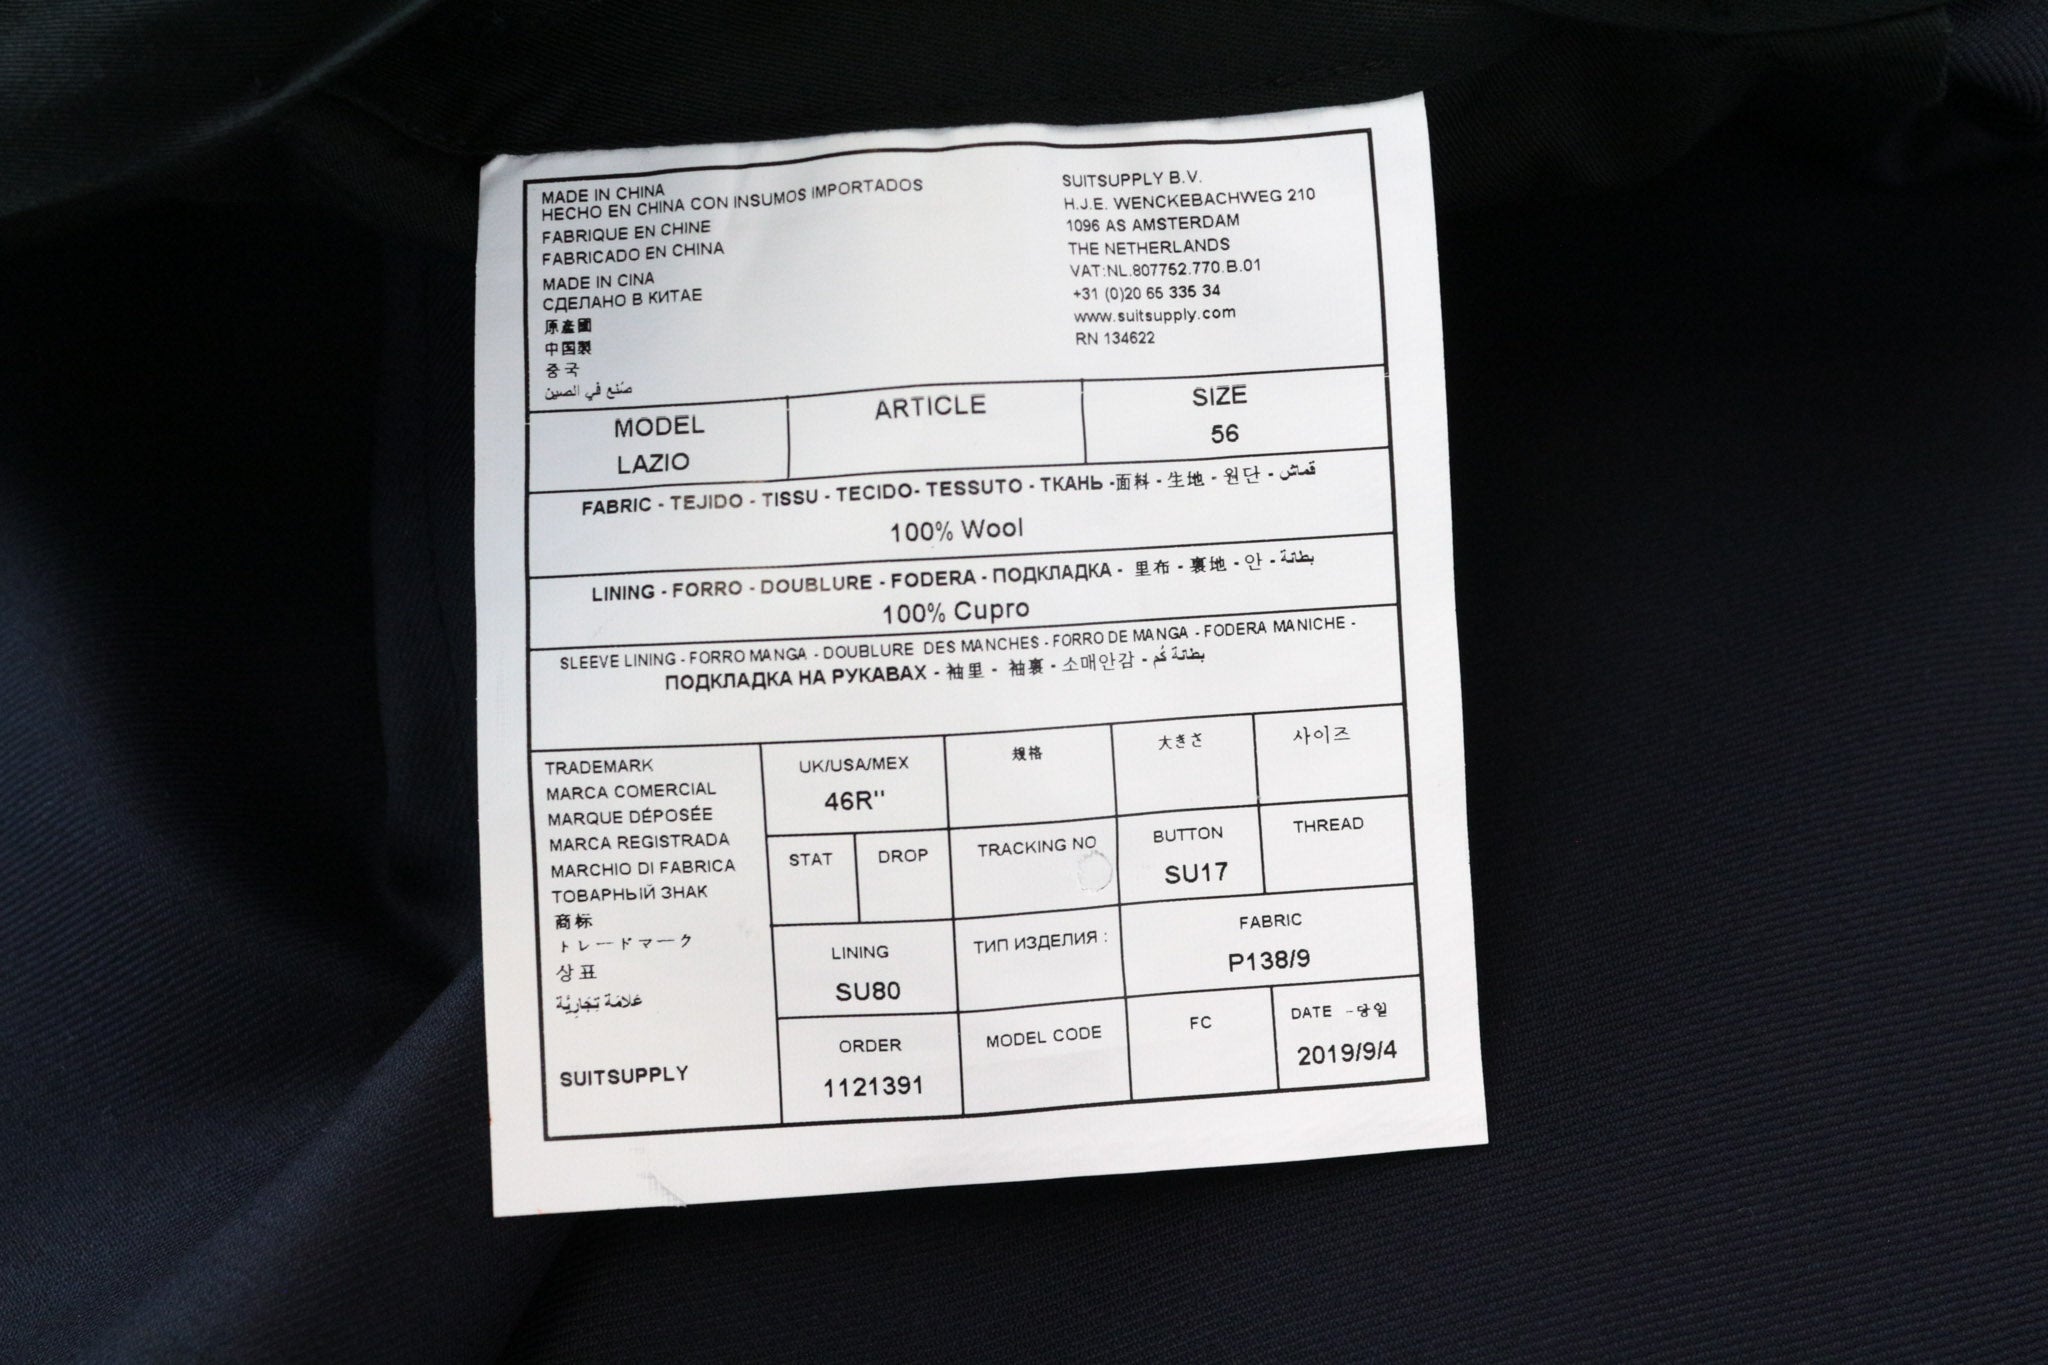 MADE IN CHINA
HECHO EN CHINA CON INSUMOS IMPORTADOS
FABRIQUE EN CHINE
FABRICADO EN CHINA
MADE IN CINA
СДЕЛАНО В КИТАЕ
原產國
中国製
중국
صنع في الصين
SUITSUPPLY B.V.
H.J.E. WENCKEBACHWEG 210
1096 AS AMSTERDAM
THE NETHERLANDS
VAT:NL.807752.770.B.01
+31 (0)20 65 335 34
www.suitsupply.com
RN 134622
MODEL
LAZIO
ARTICLE
SIZE
56
FABRIC - TEJIDO - TISSU - TECIDO- TESSUTO - ТКАНЬ -面料 - 生地 - 원단 - قماش
100% Wool
LINING - FORRO - DOUBLURE - FODERA - ПОДКЛАДКА - 里布 - 裏地 - 안 - بطانة
100% Cupro
SLEEVE LINING - FORRO MANGA - DOUBLURE DES MANCHES - FORRO DE MANGA - FODERA MANICHE -
ПОДКЛАДКА НА РУКАВАХ - 袖里 - 袖裏 - 소매안감 - بطانة كُم
TRADEMARK
MARCA COMERCIAL
MARQUE DÉPOSÉE
MARCA REGISTRADA
MARCHIO DI FABRICA
ТОВАРНЫЙ ЗНАК
商标
トレードマーク
상표
عَلامَة تِجَارِيَّة
SUITSUPPLY
UK/USA/MEX
46R"
规格
大きさ
사이즈
STAT
DROP
TRACKING NO
BUTTON
SU17
THREAD
LINING
SU80
ТИП ИЗДЕЛИЯ :
FABRIC
P138/9
ORDER
1121391
MODEL CODE
FC
DATE -당일
2019/9/4